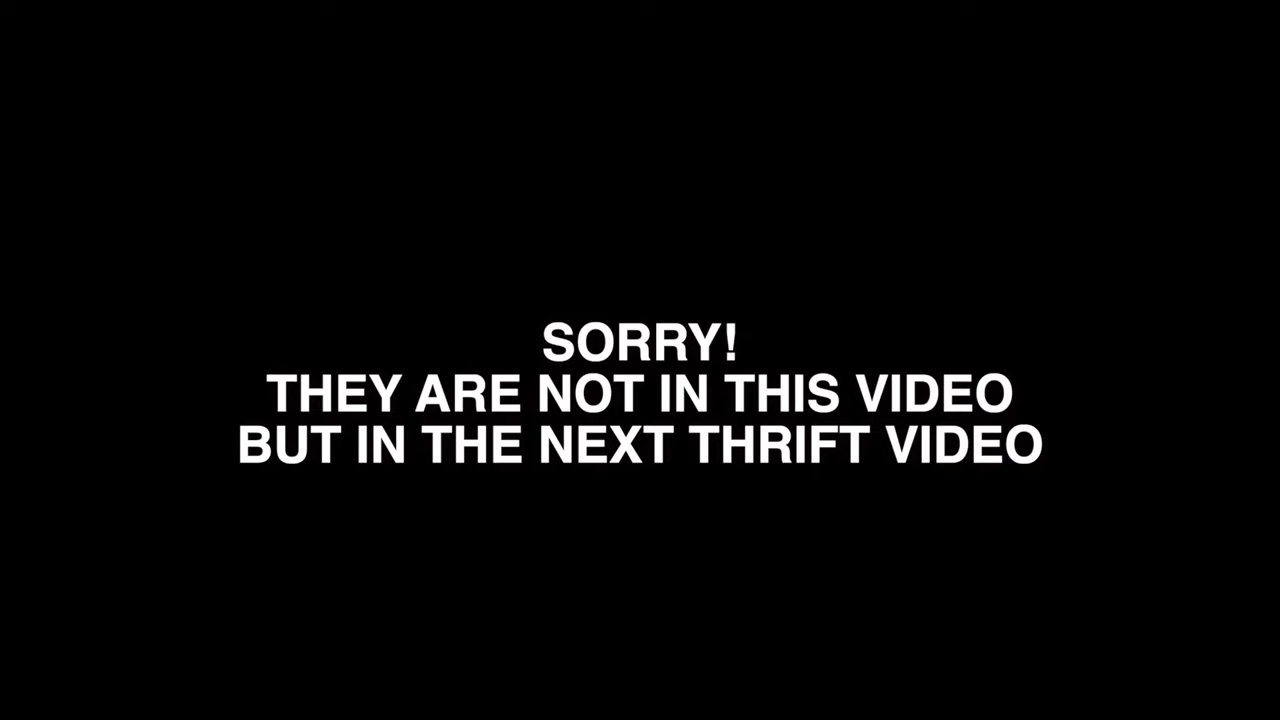 SORRY!
THEY ARE NOT IN THIS VIDEO
BUT IN THE NEXT THRIFT VIDEO